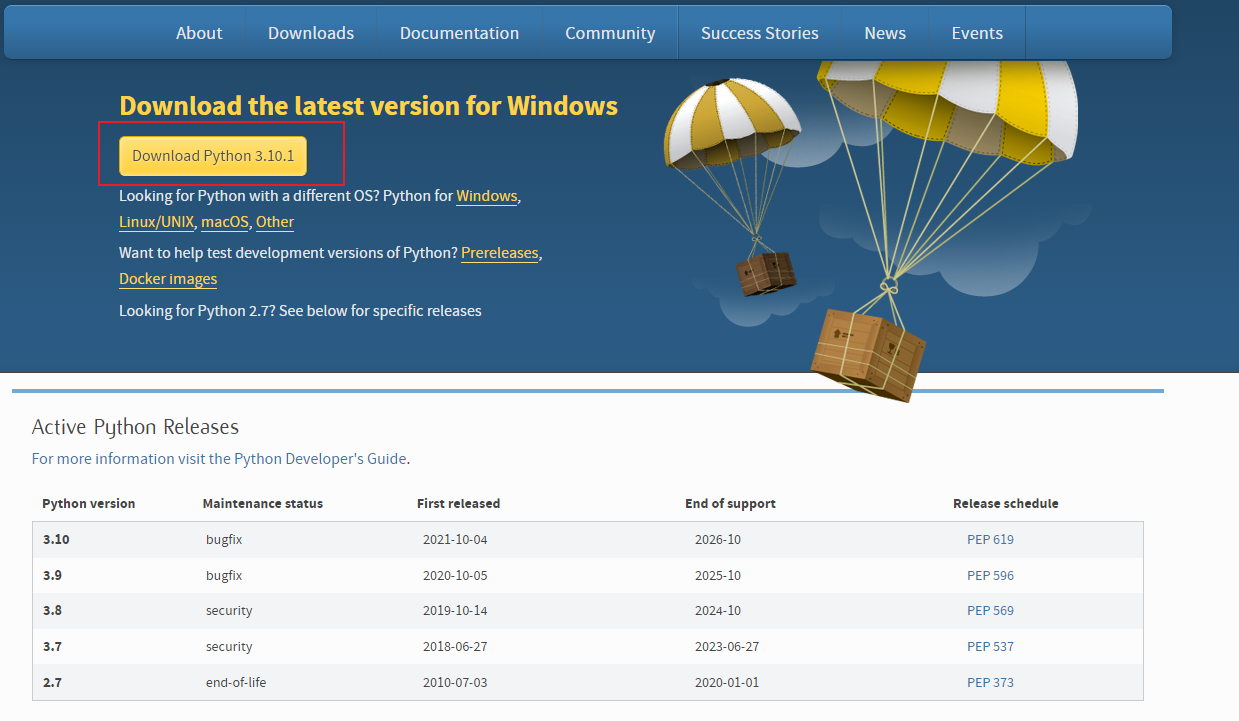 About Downloads Documentation Community Success Stories News Events
Download the latest version for Windows
Download Python 3.10.1
Looking for Python with a different OS? Python for Windows,
Linux/UNIX, macOS, Other
Want to help test development versions of Python? Prereleases,
Docker images
Looking for Python 2.7? See below for specific releases
Active Python Releases
For more information visit the Python Developer's Guide.
Python version Maintenance status First released End of support Release schedule
3.10 bugfix 2021-10-04 2026-10 PEP 619
3.9 bugfix 2020-10-05 2025-10 PEP 596
3.8 security 2019-10-14 2024-10 PEP 569
3.7 security 2018-06-27 2023-06-27 PEP 537
2.7 end-of-life 2010-07-03 2020-01-01 PEP 373